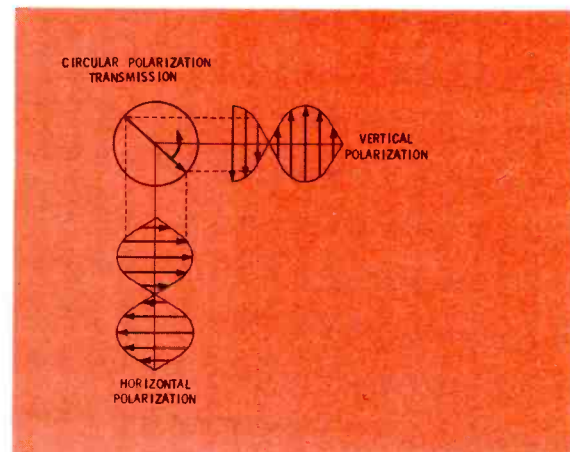 CIRCULAR POLARIZATION
TRANSMISSION
VERTICAL
POLARIZATION
HORIZONTAL
POLARIZATION